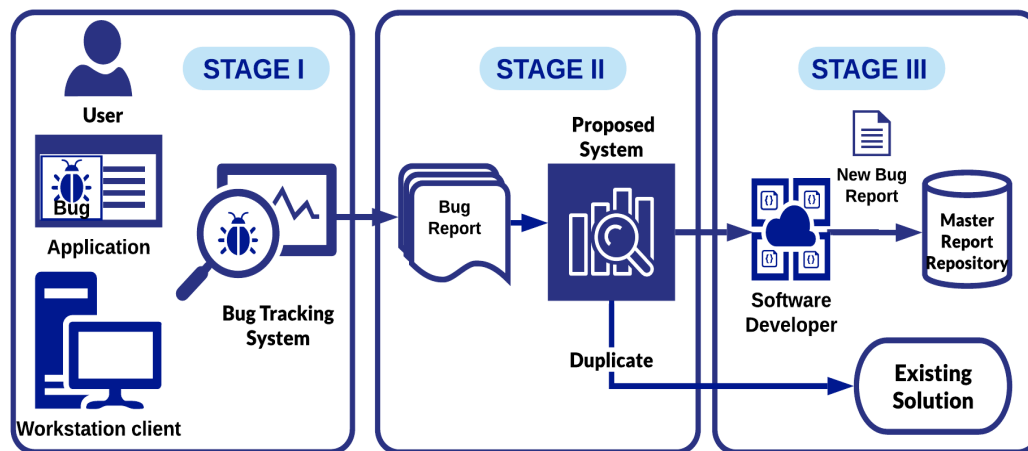 STAGE I
User
Bug
Application
Workstation client
Bug Tracking
System
STAGE II
Bug
Report
Proposed
System
Duplicate
STAGE III
New Bug
Report
Software
Developer
Master
Report
Repository
Existing
Solution